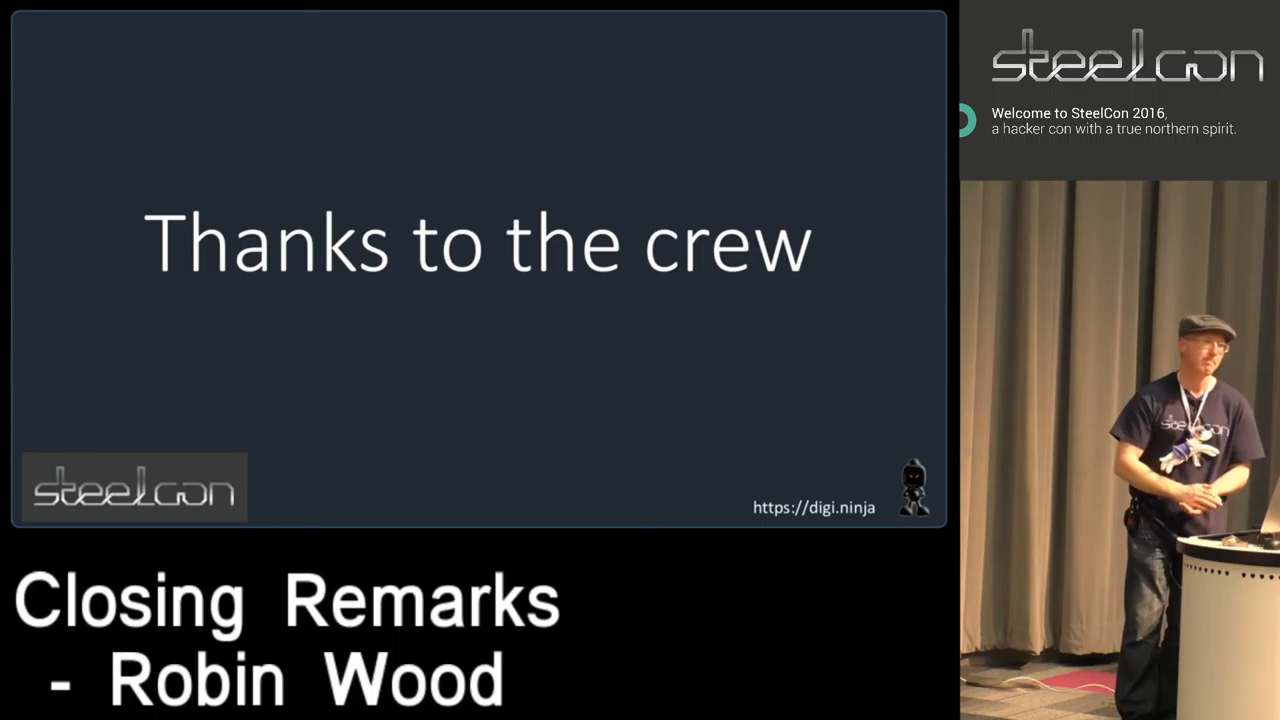 Thanks to the crew
steelcon
https://digi.ninja
steelcon
Welcome to SteelCon 2016,
a hacker con with a true northern spirit.
steelcon
Closing Remarks
- Robin Wood